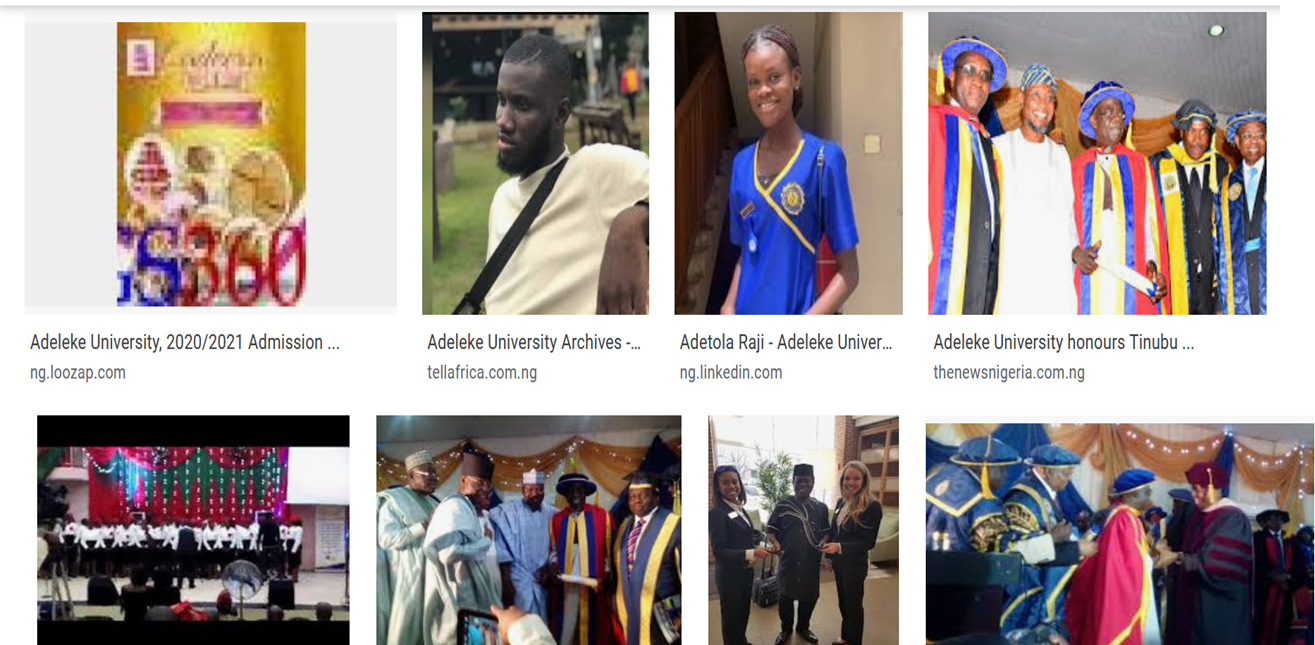 360
Adeleke University, 2020/2021 Admission ...
ng.loozap.com
Adeleke University Archives -...
tellafrica.com.ng
Adetola Raji - Adeleke Univer...
ng.linkedin.com
Adeleke University honours Tinubu ...
thenewsnigeria.com.ng